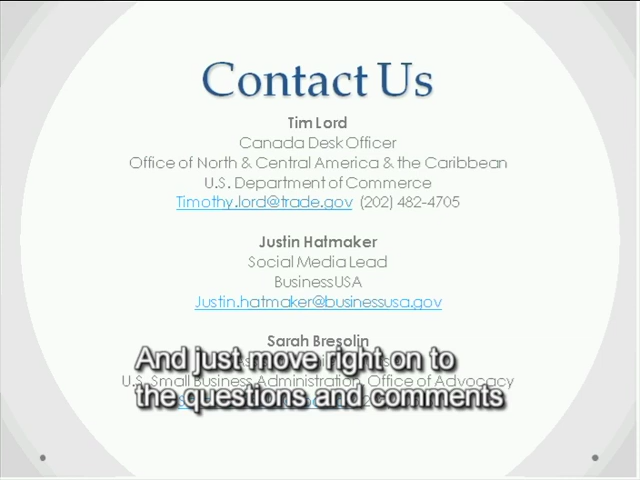 Contact Us
Tim Lord
Canada Desk Officer
Office of North & Central America & the Caribbean
U.S. Department of Commerce
Timothy.lord@trade.gov (202) 482-4705
Justin Hatmaker
Social Media Lead
BusinessUSA
Justin.hatmaker@businessusa.gov
Sarah Bresolin
And just move right on to
U.S. Small Business Administration, Office of Advocacy
the questions and comments